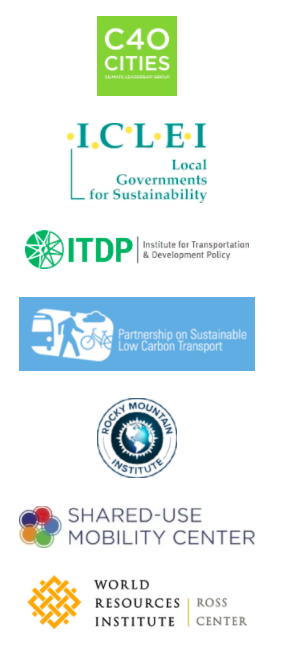 C40
CITIES
CLIMATE LEADERSHIP GROUP
I.C.L.E.I
Local
Governments
for Sustainability
ITDP
Institute for Transportation
& Development Policy
Partnership on Sustainable
Low Carbon Transport
ROCKY MOUNTAIN
INSTITUTE
SHARED-USE
MOBILITY CENTER
WORLD
RESOURCES
INSTITUTE
ROSS
CENTER